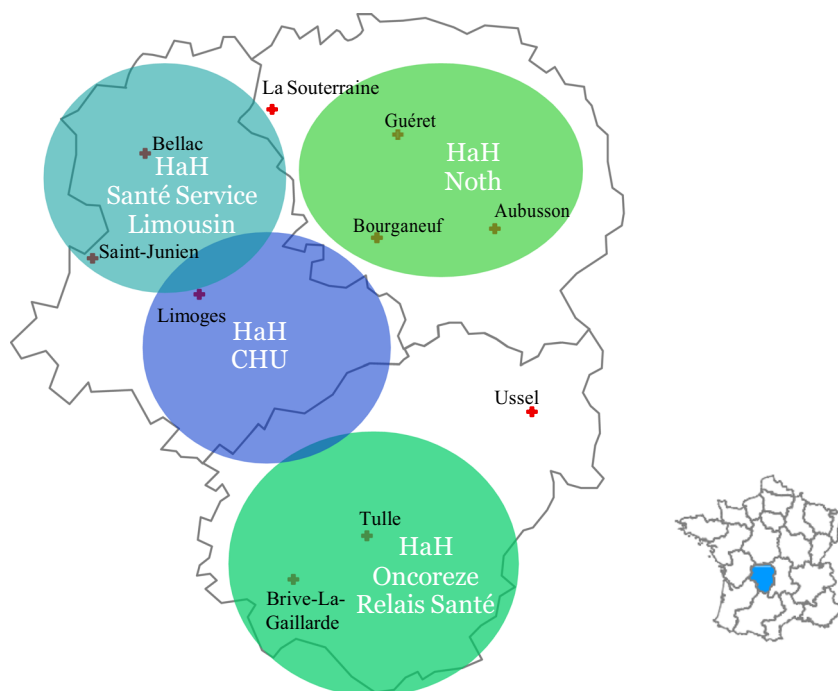 La Souterraine
Guéret
Bellac
HaH
Santé Service
Limousin
HaH
Noth
Bourganeuf
Aubusson
Saint-Junien
Limoges
HaH
CHU
Ussel
Tulle
HaH
Oncoreze
Relais Santé
Brive-La-
Gaillarde